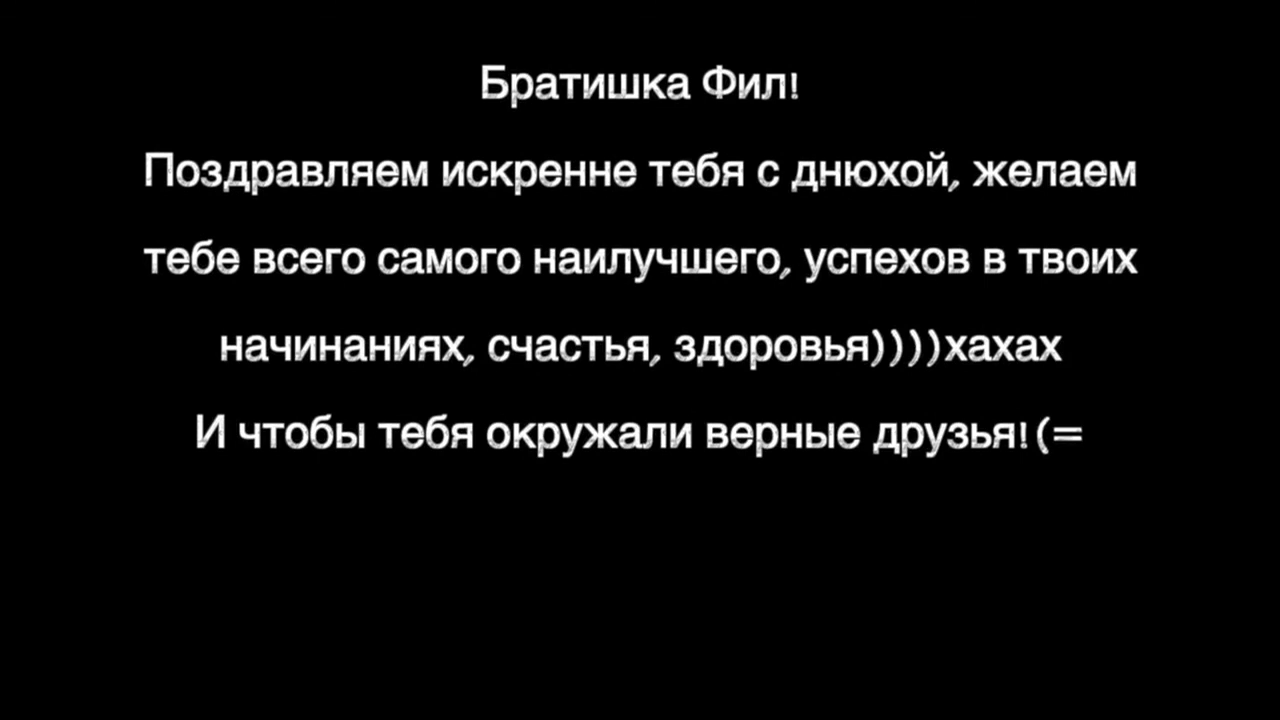 Братишка Фил!
Поздравляем искренне тебя с днюхой, желаем
тебе всего самого наилучшего, успехов в твоих
начинаниях, счастья, здоровья))))хахах
И чтобы тебя окружали верные друзья!(=